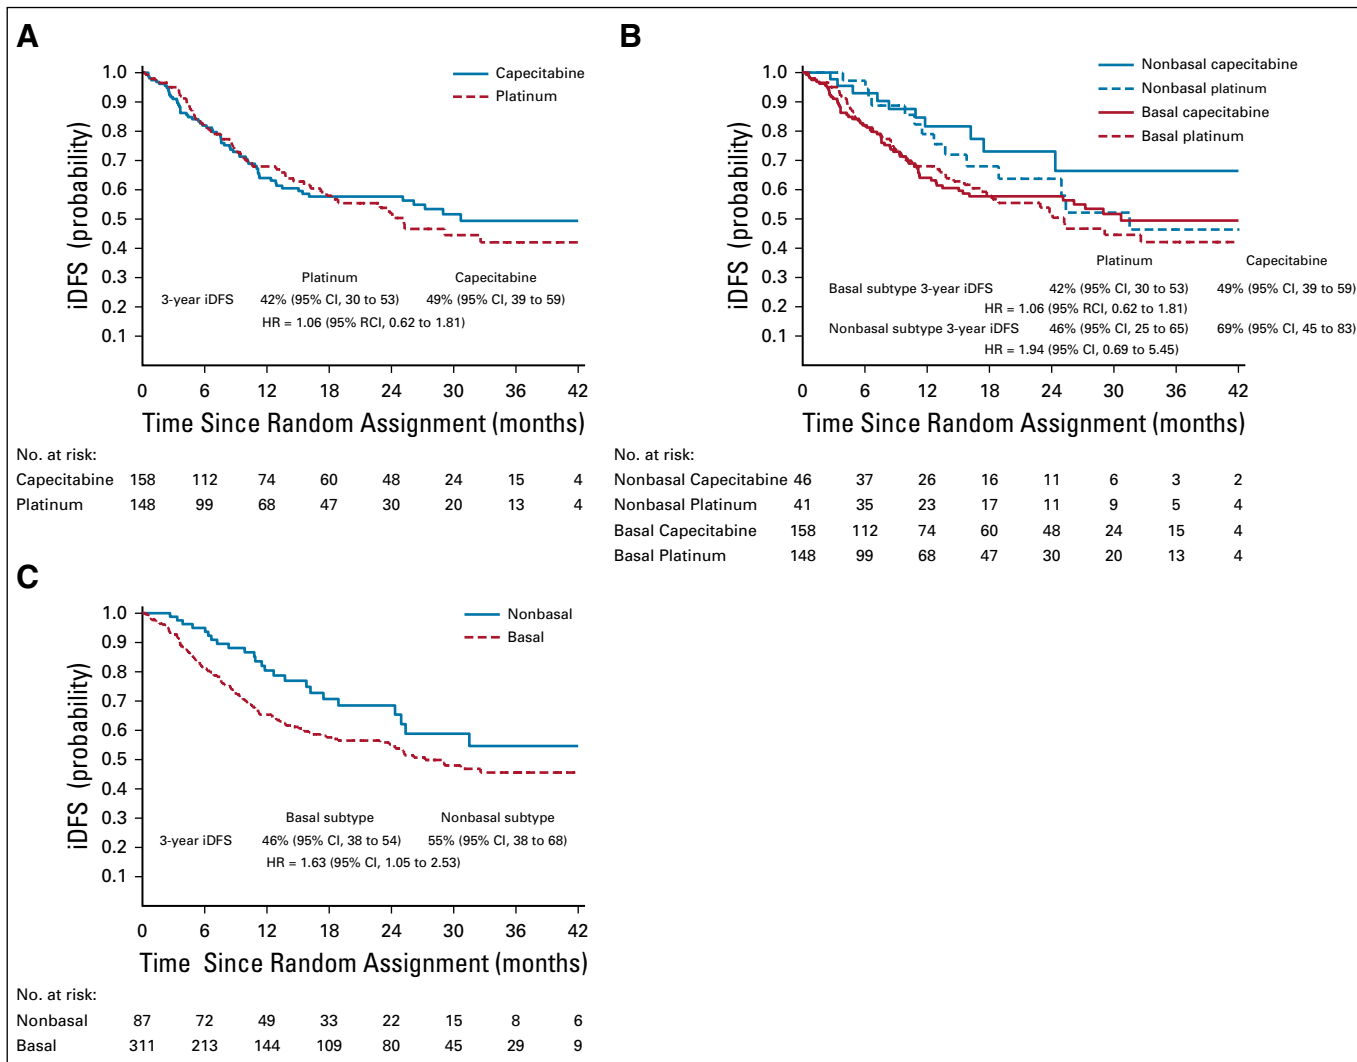 A
1.0
0.9
0.8
0.7
0.6
0.5
0.4
0.3
0.2
0.1
iDFS (probability)
Capecitabine
Platinum
Platinum Capecitabine
3-year iDFS 42% (95% CI, 30 to 53) 49% (95% CI, 39 to 59)
HR = 1.06 (95% RCI, 0.62 to 1.81)
0 6 12 18 24 30 36 42
Time Since Random Assignment (months)
No. at risk:
Capecitabine 158 112 74 60 48 24 15 4
Platinum 148 99 68 47 30 20 13 4
B
1.0
0.9
0.8
0.7
0.6
0.5
0.4
0.3
0.2
0.1
iDFS (probability)
Nonbasal capecitabine
Nonbasal platinum
Basal capecitabine
Basal platinum
Platinum Capecitabine
Basal subtype 3-year iDFS 42% (95% CI, 30 to 53) 49% (95% CI, 39 to 59)
HR = 1.06 (95% RCI, 0.62 to 1.81)
Nonbasal subtype 3-year iDFS 46% (95% CI, 25 to 65) 69% (95% CI, 45 to 83)
HR = 1.94 (95% CI, 0.69 to 5.45)
0 6 12 18 24 30 36 42
Time Since Random Assignment (months)
No. at risk:
Nonbasal Capecitabine 46 37 26 16 11 6 3 2
Nonbasal Platinum 41 35 23 17 11 9 5 4
Basal Capecitabine 158 112 74 60 48 24 15 4
Basal Platinum 148 99 68 47 30 20 13 4
C
1.0
0.9
0.8
0.7
0.6
0.5
0.4
0.3
0.2
0.1
iDFS (probability)
Nonbasal
Basal
Basal subtype Nonbasal subtype
3-year iDFS 46% (95% CI, 38 to 54) 55% (95% CI, 38 to 68)
HR = 1.63 (95% CI, 1.05 to 2.53)
0 6 12 18 24 30 36 42
Time Since Random Assignment (months)
No. at risk:
Nonbasal 87 72 49 33 22 15 8 6
Basal 311 213 144 109 80 45 29 9